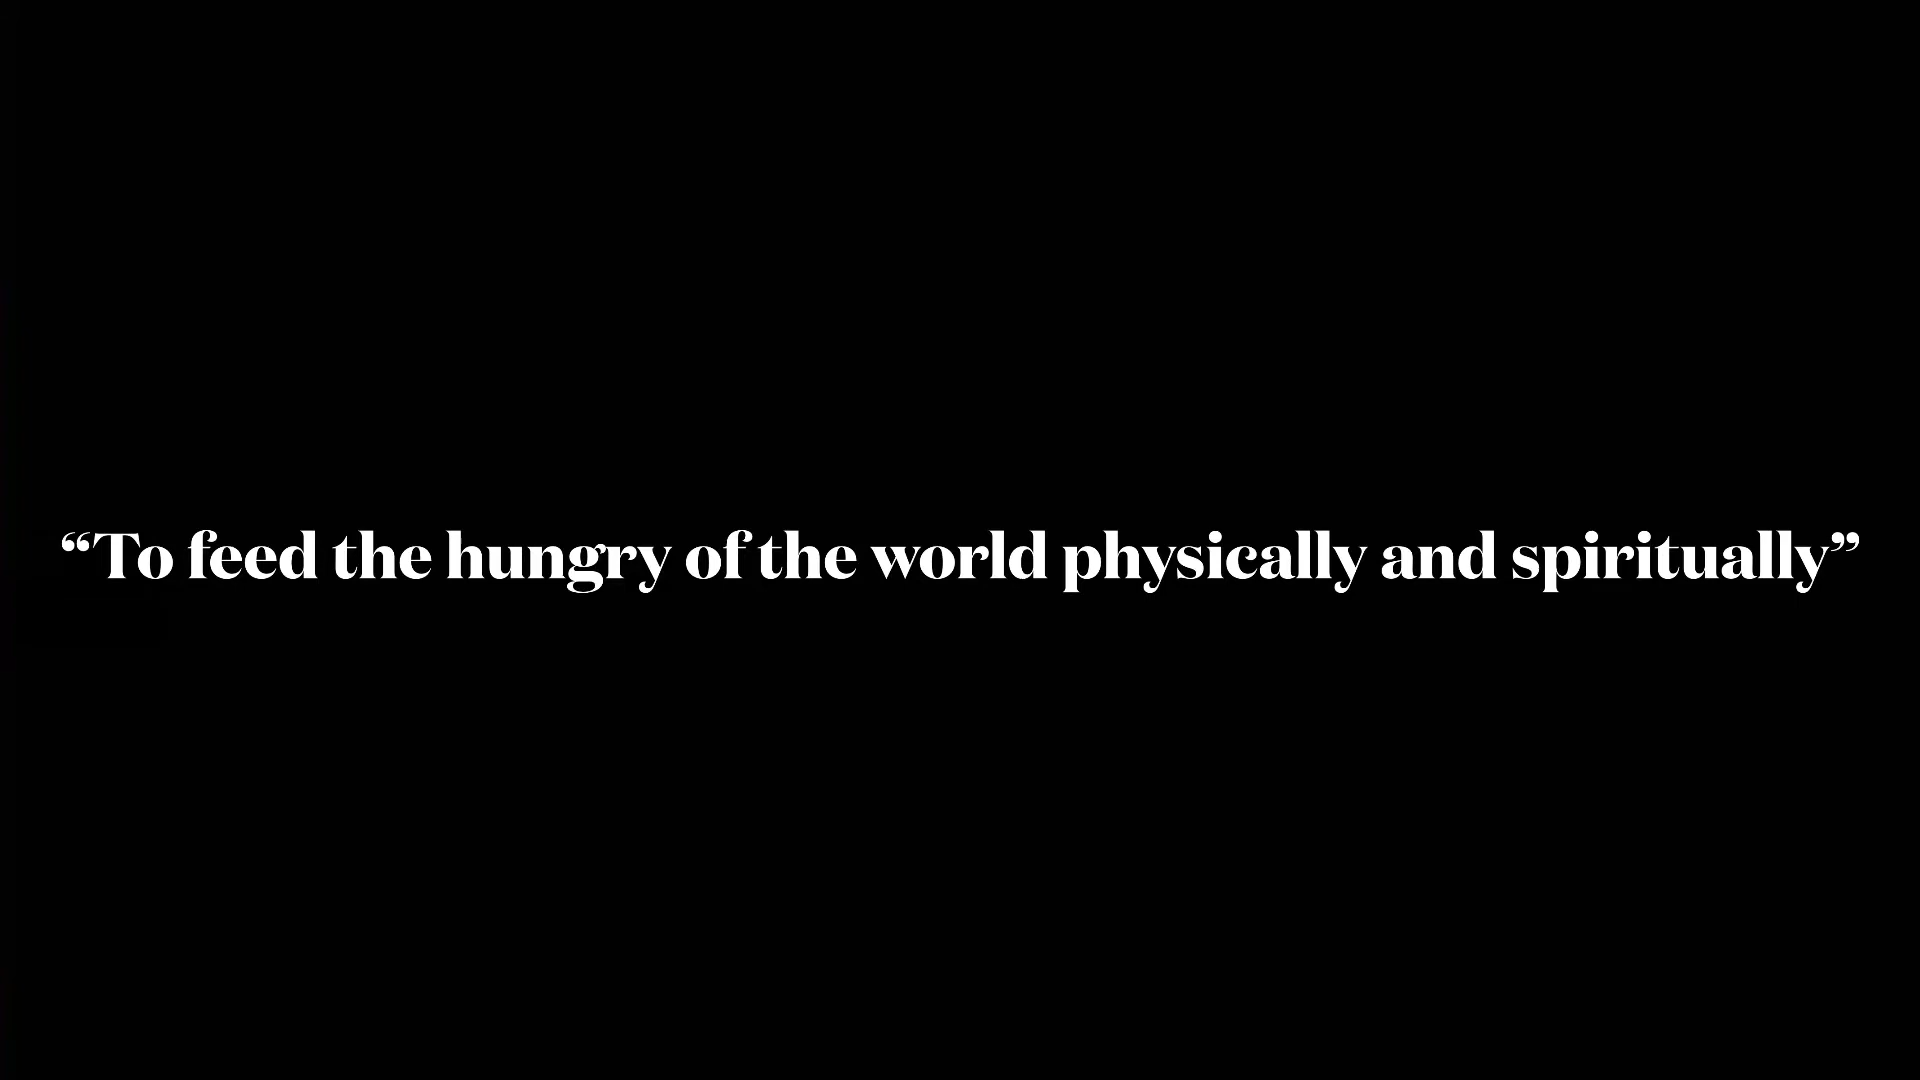 “To feed the hungry of the world physically and spiritually”